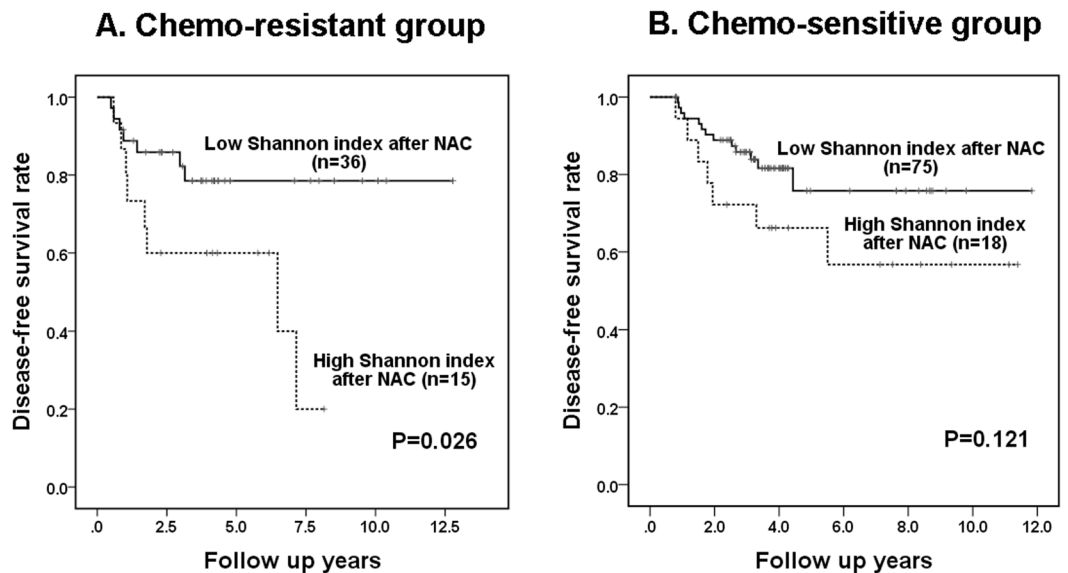 A. Chemo-resistant group
Disease-free survival rate
1.0
0.8
0.6
0.4
0.2
0.0
Low Shannon index after NAC
(n=36)
High Shannon index
after NAC (n=15)
P=0.026
.0 2.5 5.0 7.5 10.0 12.5
Follow up years
B. Chemo-sensitive group
Disease-free survival rate
1.0
0.8
0.6
0.4
0.2
0.0
Low Shannon index after NAC
(n=75)
High Shannon index
after NAC (n=18)
P=0.121
.0 2.0 4.0 6.0 8.0 10.0 12.0
Follow up years